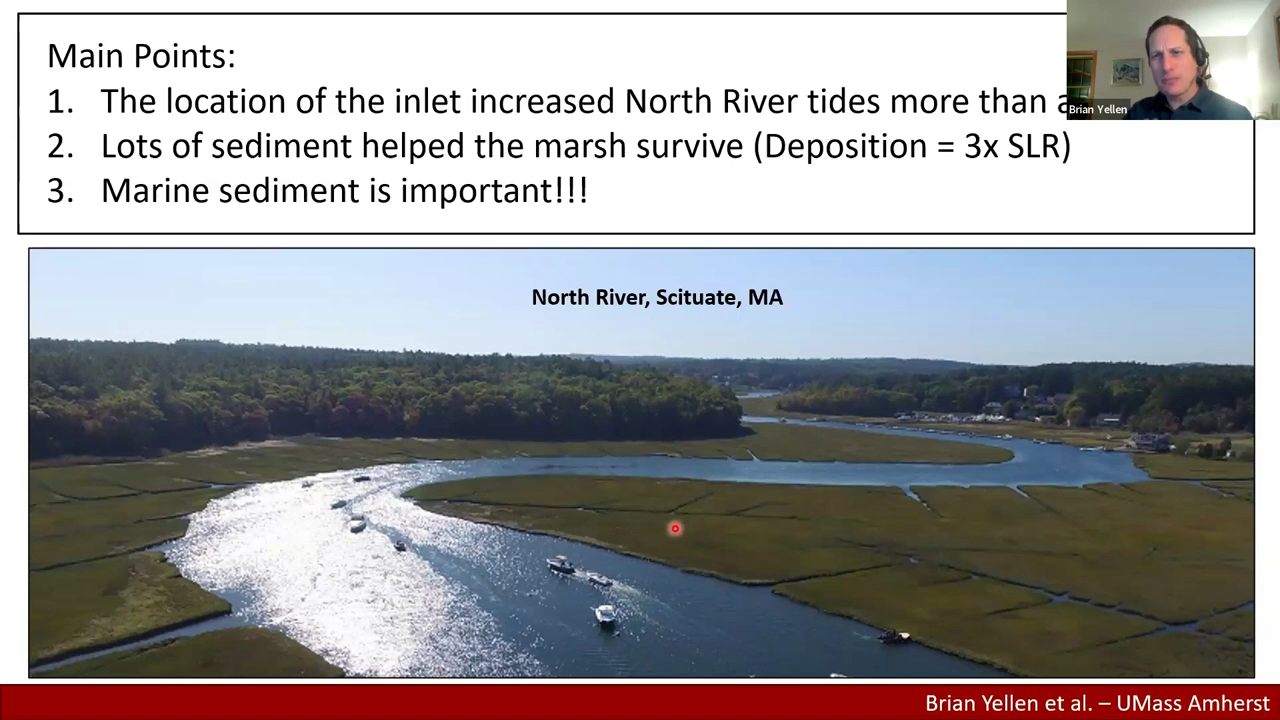 Main Points:
1. The location of the inlet increased North River tides more than
2. Lots of sediment helped the marsh survive (Deposition = 3x SLR)
3. Marine sediment is important!!!
Brian Yellen
North River, Scituate, MA
Brian Yellen et al. – UMass Amherst